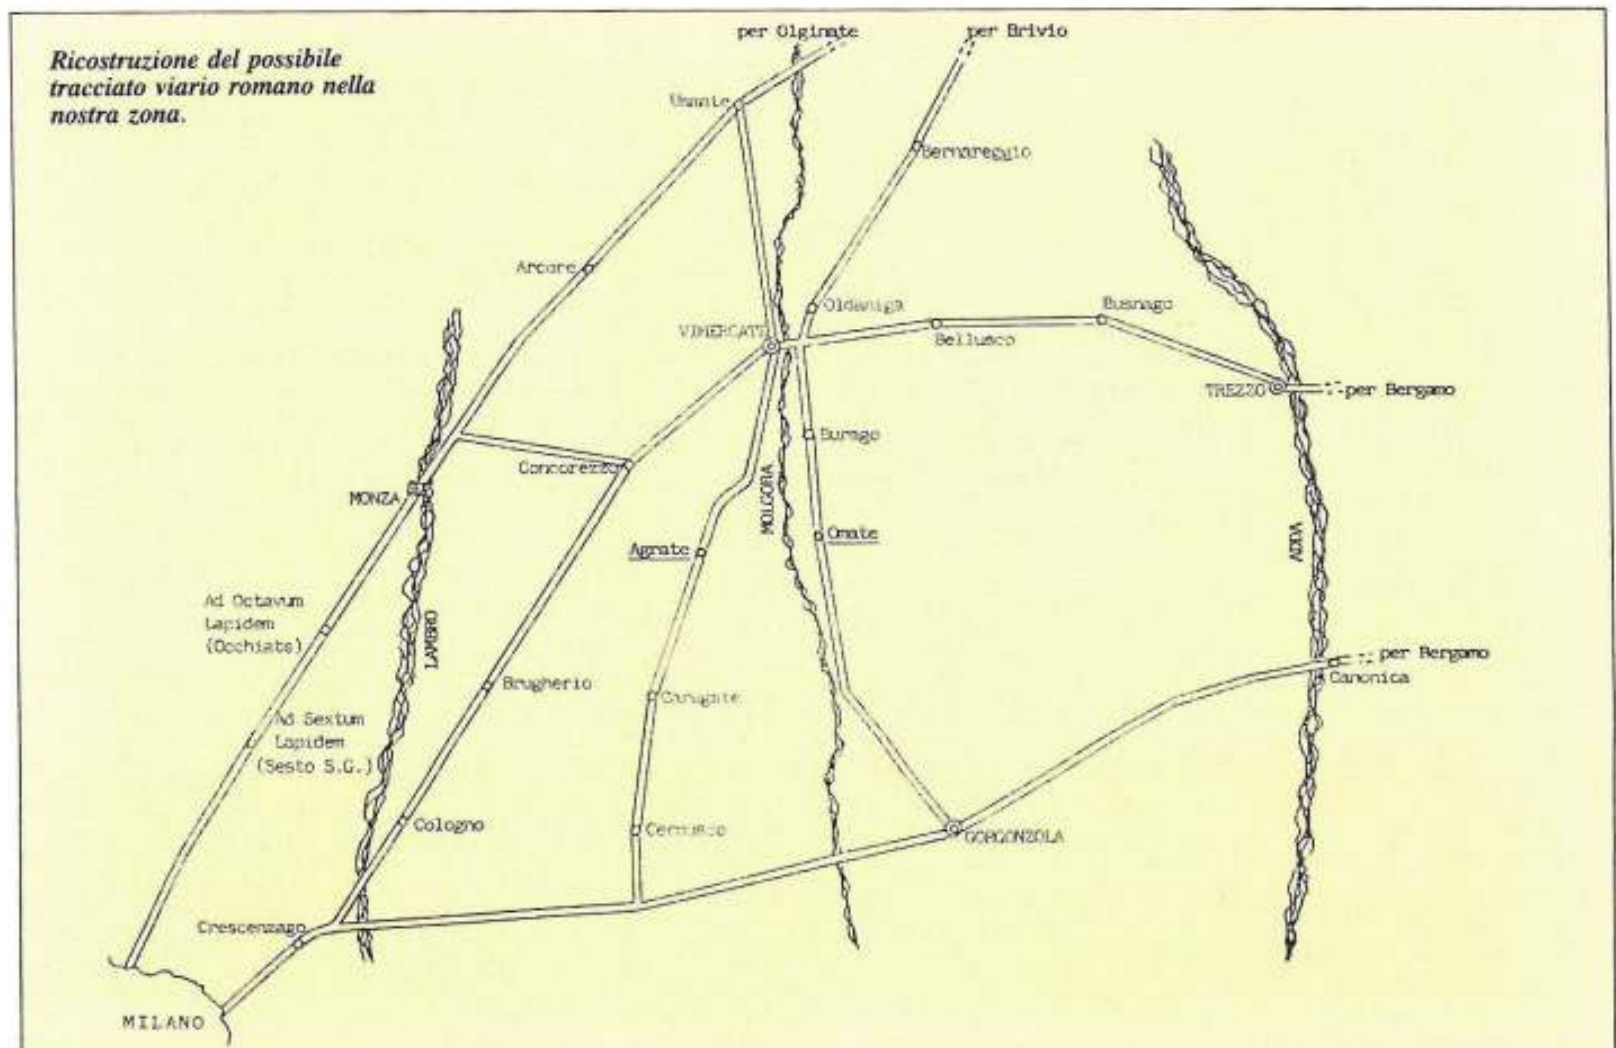 Ricostruzione del possibile
tracciato viario romano nella
nostra zona.
per Olginate
per Brivio
Bernareggio
Arcore
Oldaniga
Busnago
VIMERCATE
Bellusco
TREZZO
per Bergamo
Burago
Concorezzo
MONZA
MOLGORA
Agrate
Omate
ADDA
Ad Octavum
Lapidem
(Occhiate)
LAMBRO
per Bergamo
Canonica
Brugherio
Carugate
Ad Sextum
Lapidem
(Sesto S.G.)
Cologno
Cernusco
GORGONZOLA
Crescenzago
MILANO